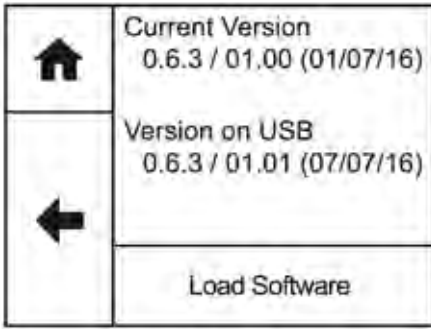 Current Version
0.6.3 / 01.00 (01/07/16)
Version on USB
0.6.3 / 01.01 (07/07/16)
Load Software